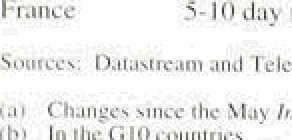 France 5-10 day
Sources: Datastream and Tele
(a) Changes since the May In
(b) In the G10 countries